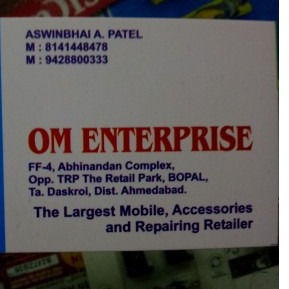 ASWINBHAI A. PATEL
M : 8141448478
M : 9428800333
OM ENTERPRISE
FF-4, Abhinandan Complex,
Opp. TRP The Retail Park, BOPAL,
Ta. Daskroi, Dist. Ahmedabad.
The Largest Mobile, Accessories
and Repairing Retailer